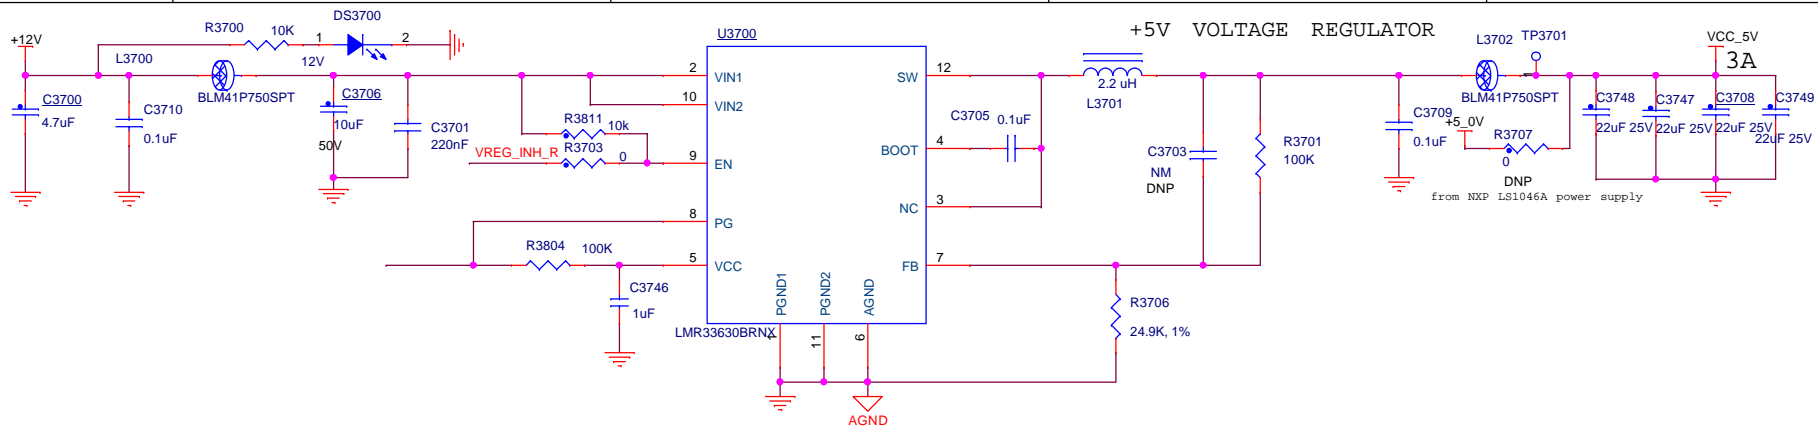 +5V VOLTAGE REGULATOR
+12V
R3700
10K
1
DS3700
2
12V
L3700
BLM41P750SPT
C3700
4.7uF
C3710
0.1uF
C3706
10uF
50V
C3701
220nF
R3811
10k
VREG_INH_R
R3703
0
R3804
100K
C3746
1uF
U3700
2
VIN1
10
VIN2
9
EN
8
PG
5
VCC
SW
12
BOOT
4
NC
3
FB
7
PGND1
PGND2
AGND
LMR33630BRNX
1
11
6
AGND
C3705
0.1uF
2.2 uH
L3701
C3703
NM
DNP
R3701
100K
R3706
24.9K, 1%
C3709
0.1uF
L3702
TP3701
BLM41P750SPT
+5_0V
R3707
0
DNP
from NXP LS1046A power supply
VCC_5V
3A
C3748
22uF 25V
C3747
22uF 25V
C3708
22uF 25V
C3749
22uF 25V